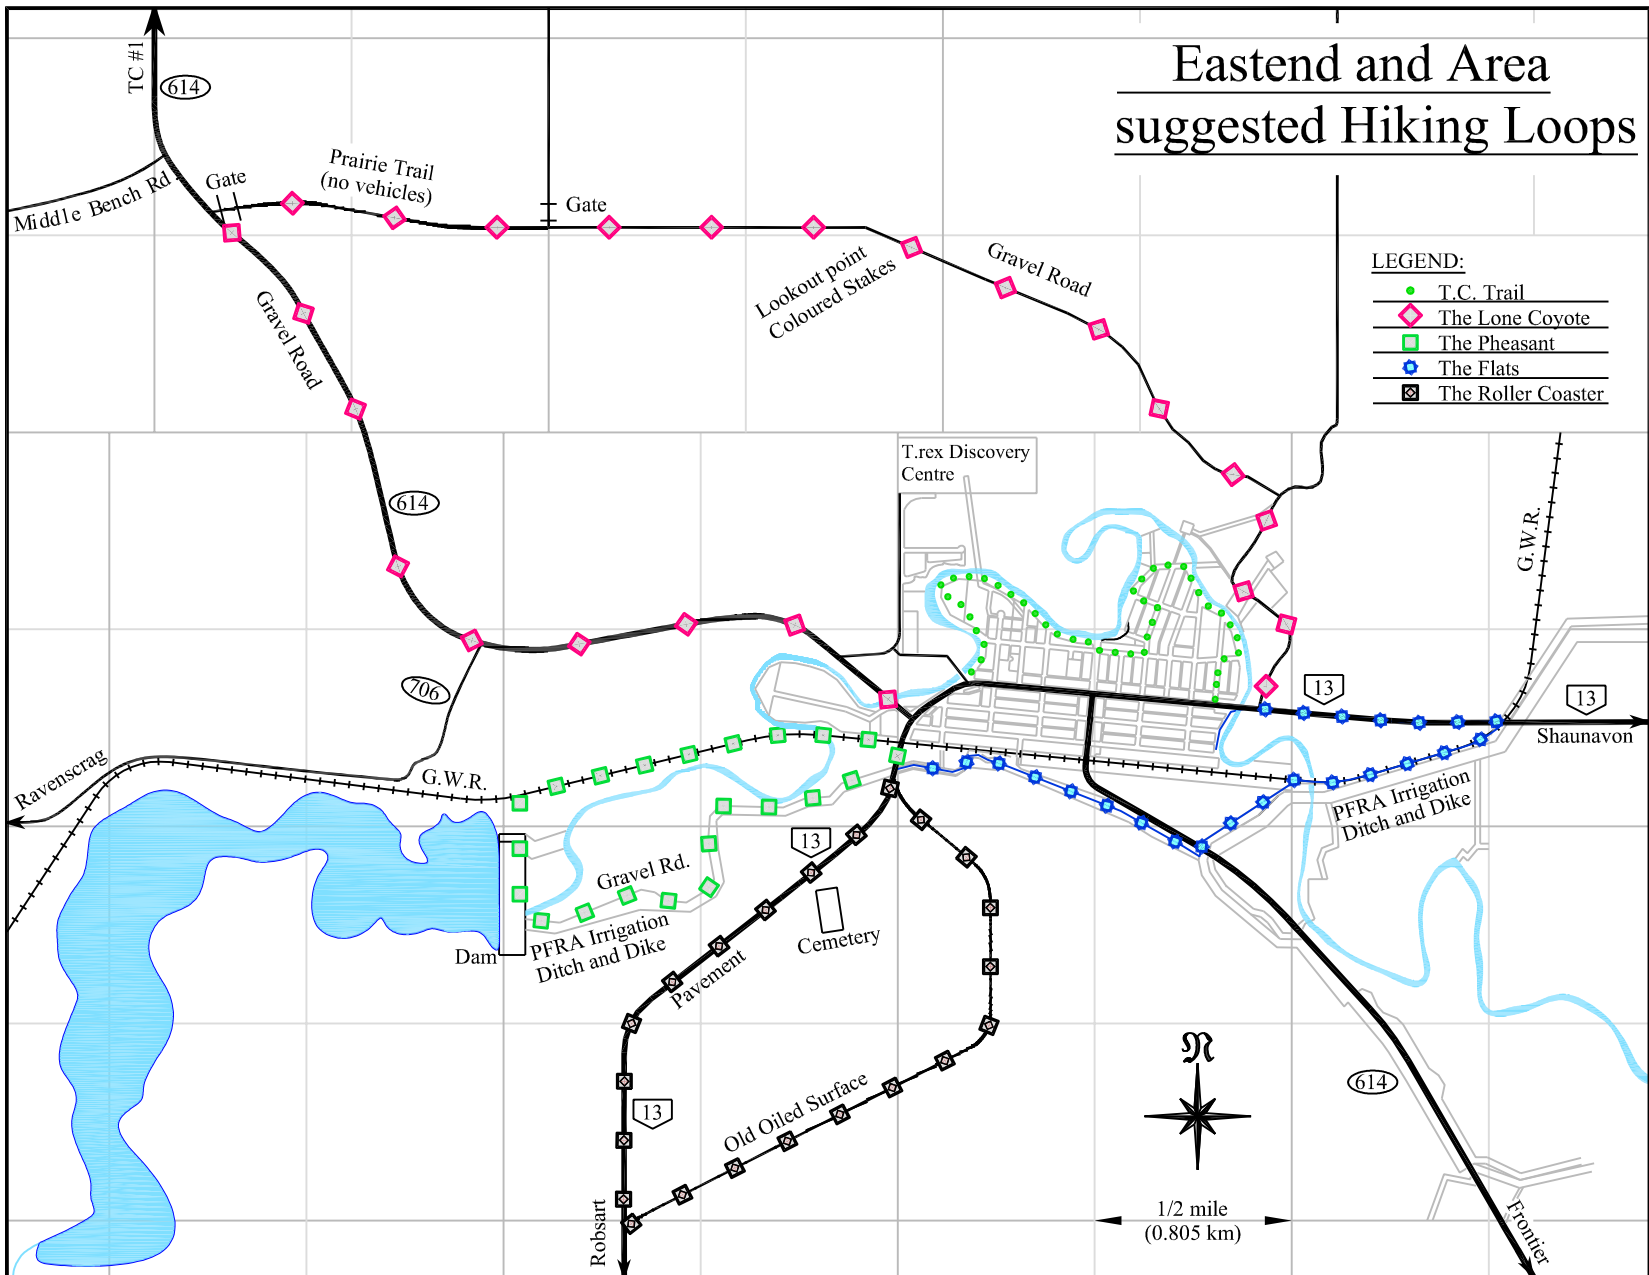 Eastend and Area
suggested Hiking Loops
TC #1
614
Middle Bench Rd.
Gate
Prairie Trail
(no vehicles)
Gate
Lookout point
Coloured Stakes
Gravel Road
Gravel Road
LEGEND:
T.C. Trail
The Lone Coyote
The Pheasant
The Flats
The Roller Coaster
T.rex Discovery
Centre
614
G.W.R.
706
13
13
Shaunavon
Ravenscrag
G.W.R.
PFRA Irrigation
Ditch and Dike
13
Gravel Rd.
Cemetery
Dam
PFRA Irrigation
Ditch and Dike
Pavement
N
614
13
Old Oiled Surface
1/2 mile
(0.805 km)
Robsart
Frontier